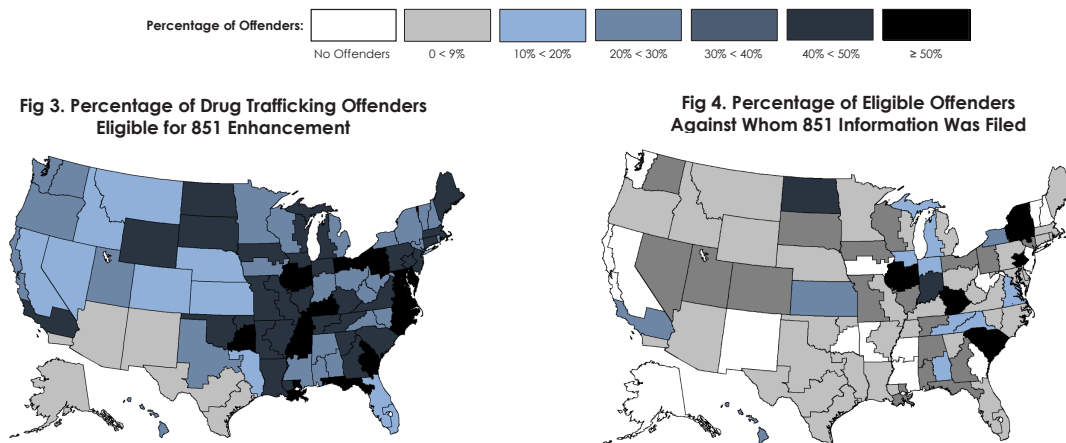 Percentage of Offenders:
No Offenders 0 < 9% 10% < 20% 20% < 30% 30% < 40% 40% < 50% ≥ 50%
Fig 3. Percentage of Drug Trafficking Offenders
Eligible for 851 Enhancement
Fig 4. Percentage of Eligible Offenders
Against Whom 851 Information Was Filed